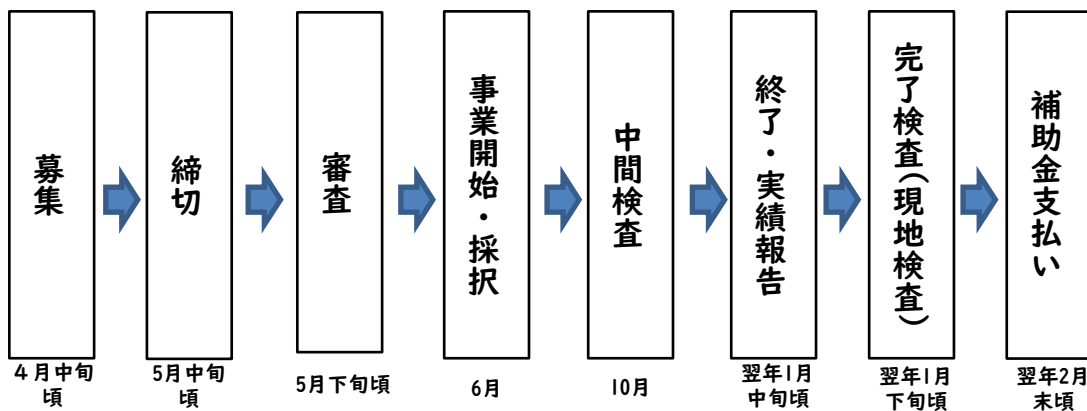 募集
締切
審査
事業開始・採択
中間検査
終了・実績報告
完了検査(現地検査)
補助金支払い
4月中旬
頃
5月中旬
頃
5月下旬頃
6月
10月
翌年1月
中旬頃
翌年1月
下旬頃
翌年2月
末頃